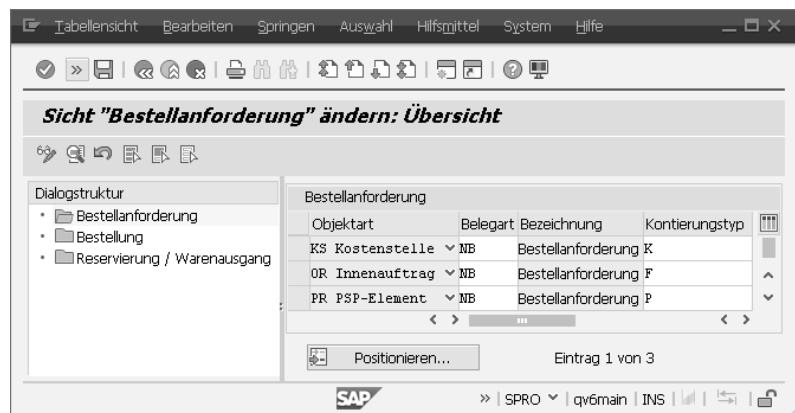 Tabellensicht Bearbeiten Springen Auswahl Hilfsmittel System Hilfe
Sicht "Bestellanforderung" ändern: Übersicht
Dialogstruktur
Bestellanforderung
Bestellung
Reservierung / Warenausgang
Bestellanforderung
Objektart Belegart Bezeichnung Kontierungstyp
KS Kostenstelle NB Bestellanforderung K
OR Innenauftrag NB Bestellanforderung F
PR PSP-Element NB Bestellanforderung P
Positionieren... Eintrag 1 von 3
SAP » | SPRO | qv6main | INS